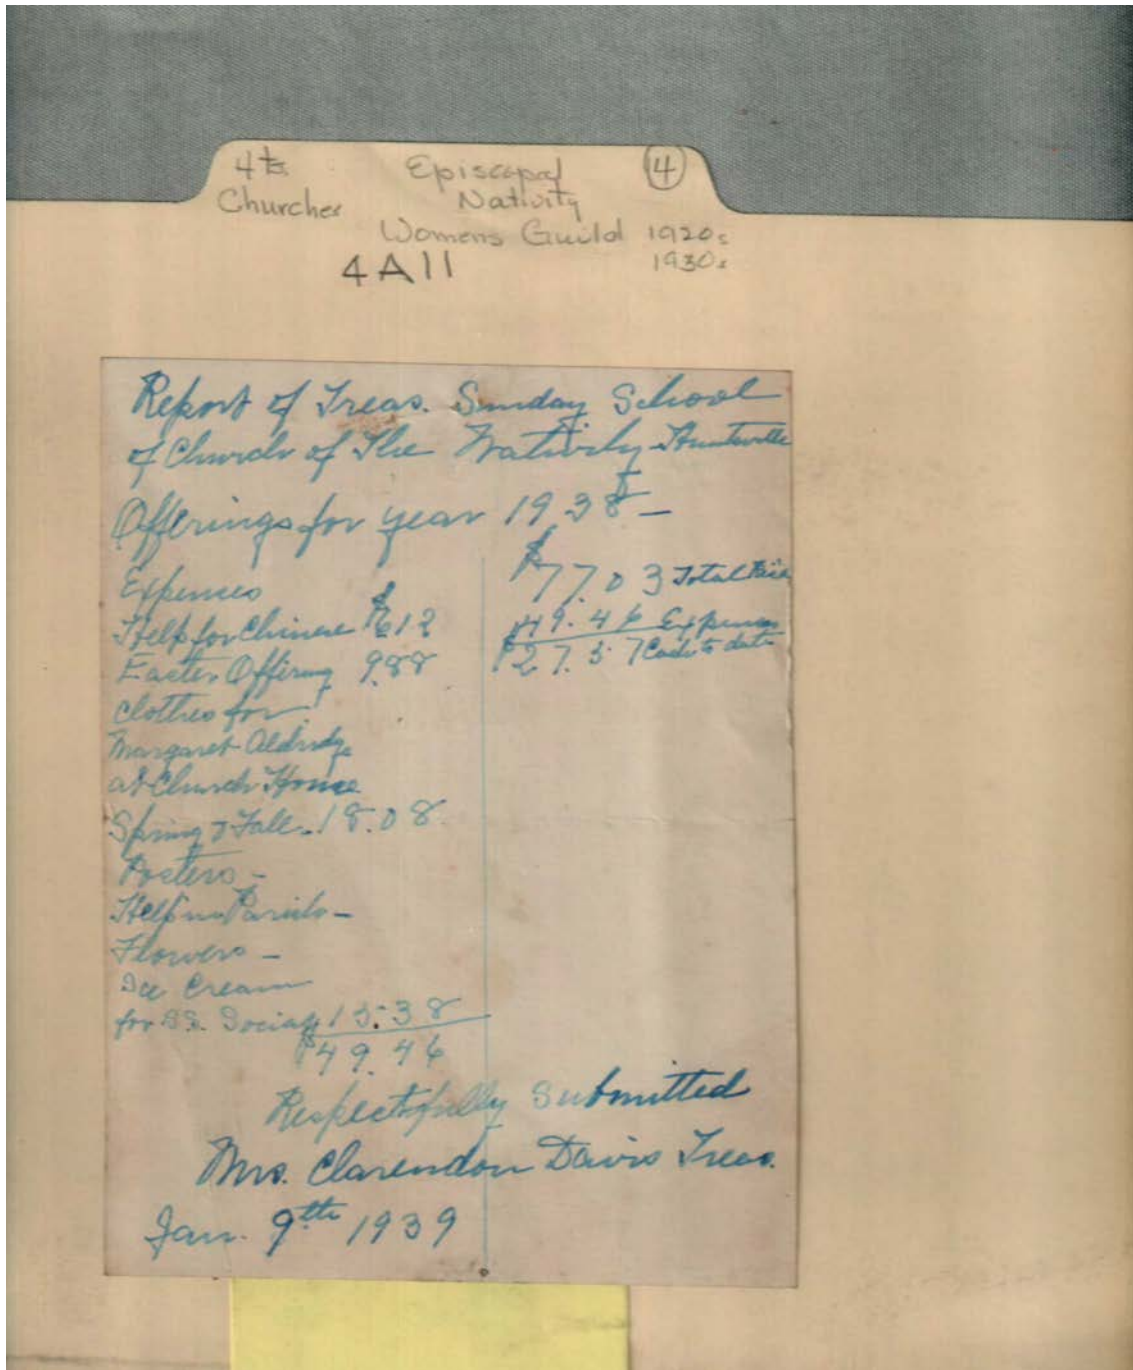 4ts Episcopal 4
Churches Nativity
Womens Guild 1920s
4A11 1930s
Report of Treas. Sunday School
of Church of The Nativity Huntsville
Offerings for year 1938 —
$77.03 Total
Expenses
Help for Chinese $6.12 49.46 Expenses
$27.57 Cash to date
Easter Offering 9.88
Clothes for
Margaret Aldridge
at Church Home
Spring & Fall. 18.08
Posters —
Help in Parish —
Flowers —
Ice Cream
for S.S. Social 15.38
$49.46
Respectfully Submitted
Mrs. Clarendon Davis Treas.
Jan. 9th 1939